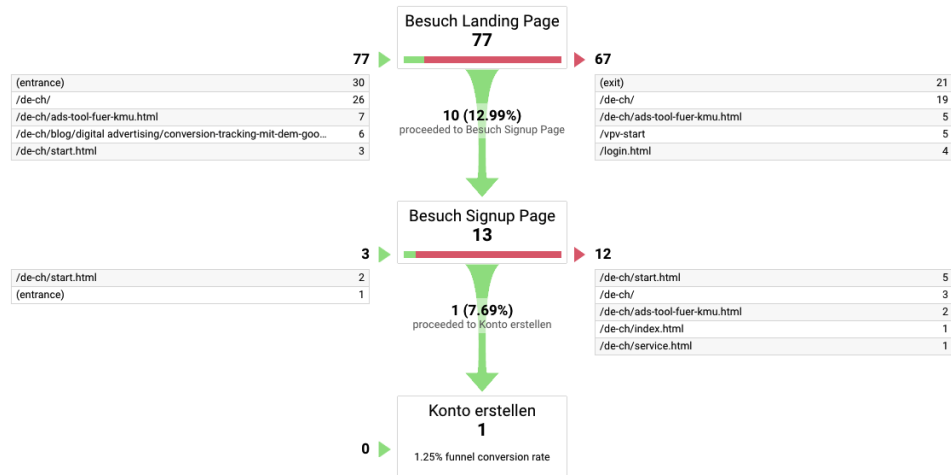 Besuch Landing Page
77
77
67
(entrance) 30
/de-ch/ 26
/de-ch/ads-tool-fuer-kmu.html 7
/de-ch/blog/digital advertising/conversion-tracking-mit-dem-goo... 6
/de-ch/start.html 3
(exit) 21
/de-ch/ 19
/de-ch/ads-tool-fuer-kmu.html 5
/vpv-start 5
/login.html 4
10 (12.99%)
proceeded to Besuch Signup Page
Besuch Signup Page
13
3
12
/de-ch/start.html 2
(entrance) 1
/de-ch/start.html 5
/de-ch/ 3
/de-ch/ads-tool-fuer-kmu.html 2
/de-ch/index.html 1
/de-ch/service.html 1
1 (7.69%)
proceeded to Konto erstellen
Konto erstellen
1
0
1.25% funnel conversion rate